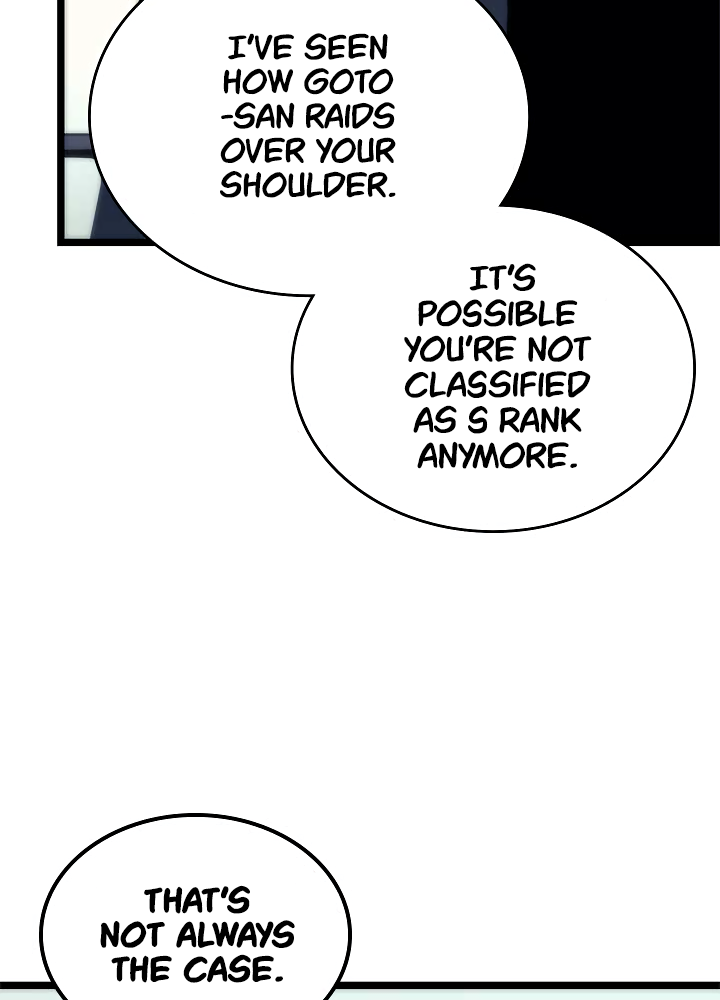 I'VE SEEN
HOW GOTO
-SAN RAIDS
OVER YOUR
SHOULDER.
IT'S
POSSIBLE
YOU'RE NOT
CLASSIFIED
AS S RANK
ANYMORE.
THAT'S
NOT ALWAYS
THE CASE.